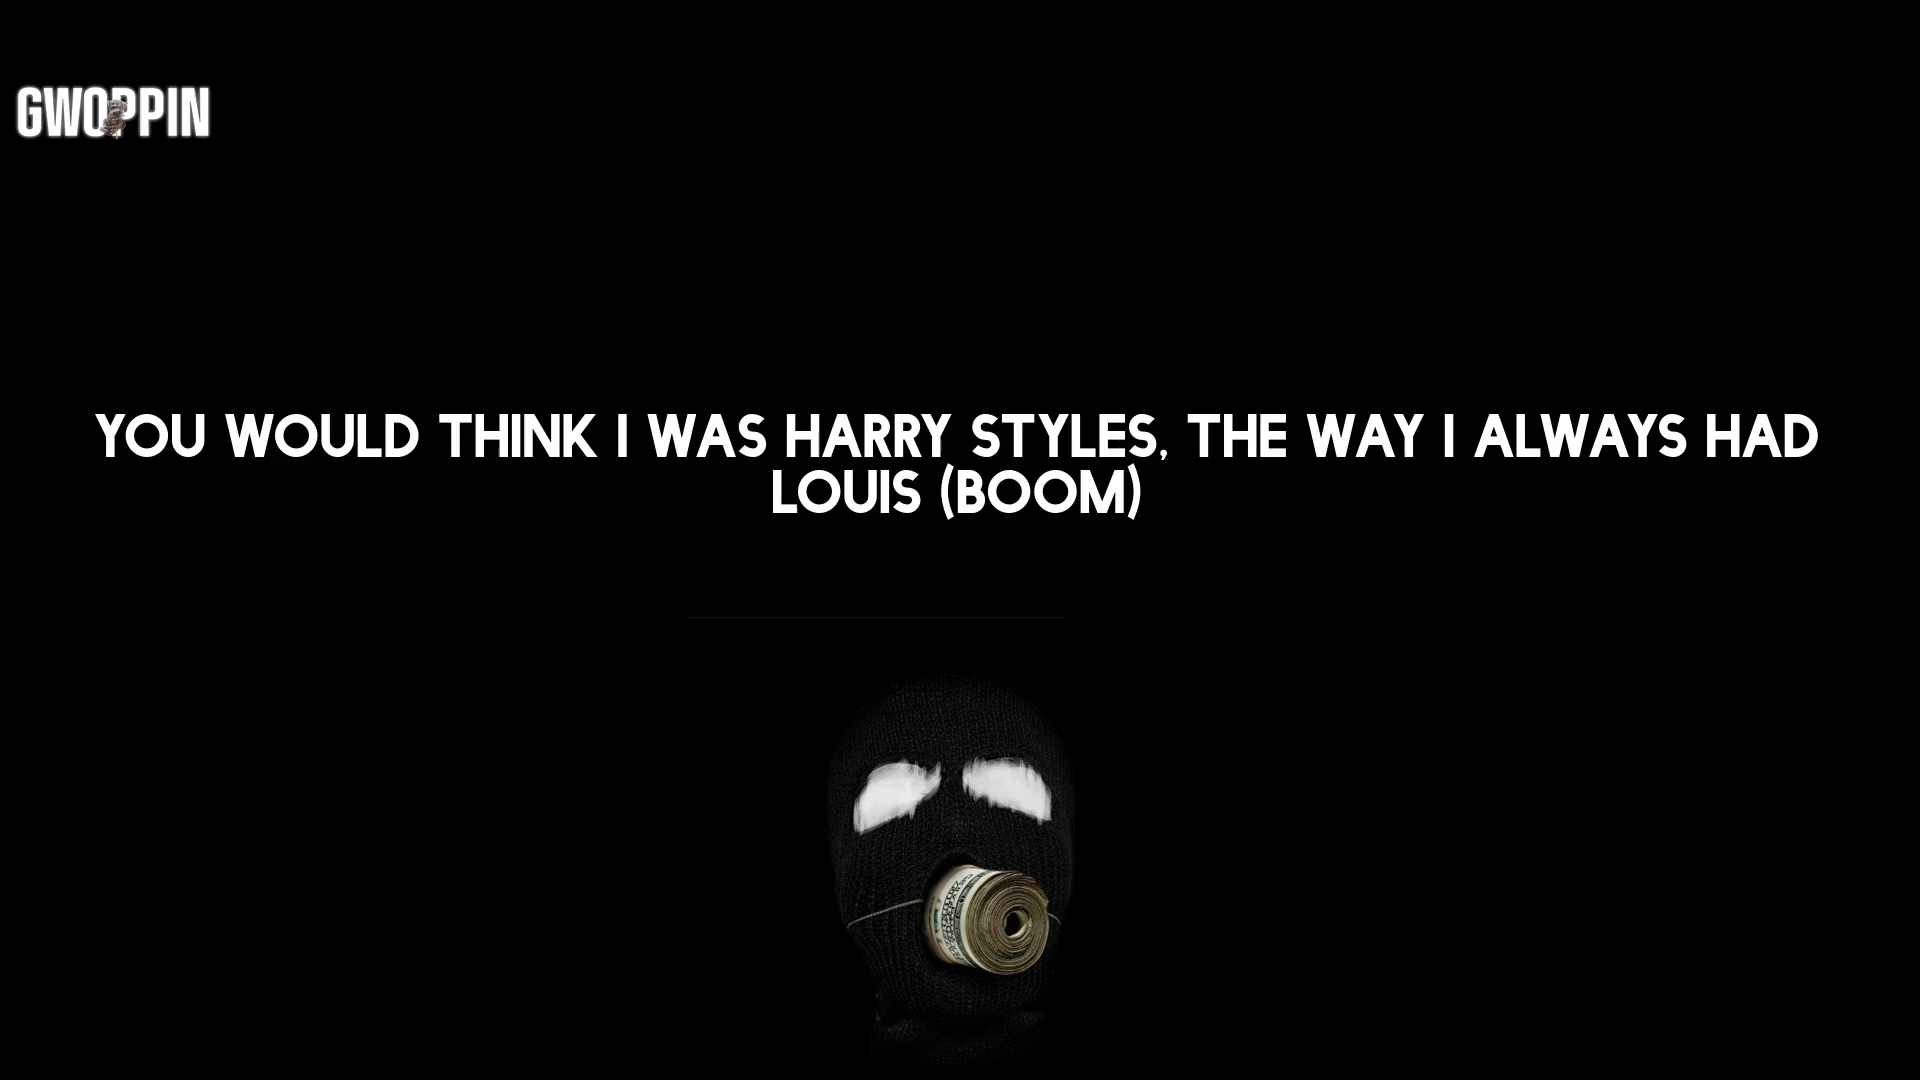 GWOPPIN
YOU WOULD THINK I WAS HARRY STYLES, THE WAY I ALWAYS HAD
LOUIS (BOOM)